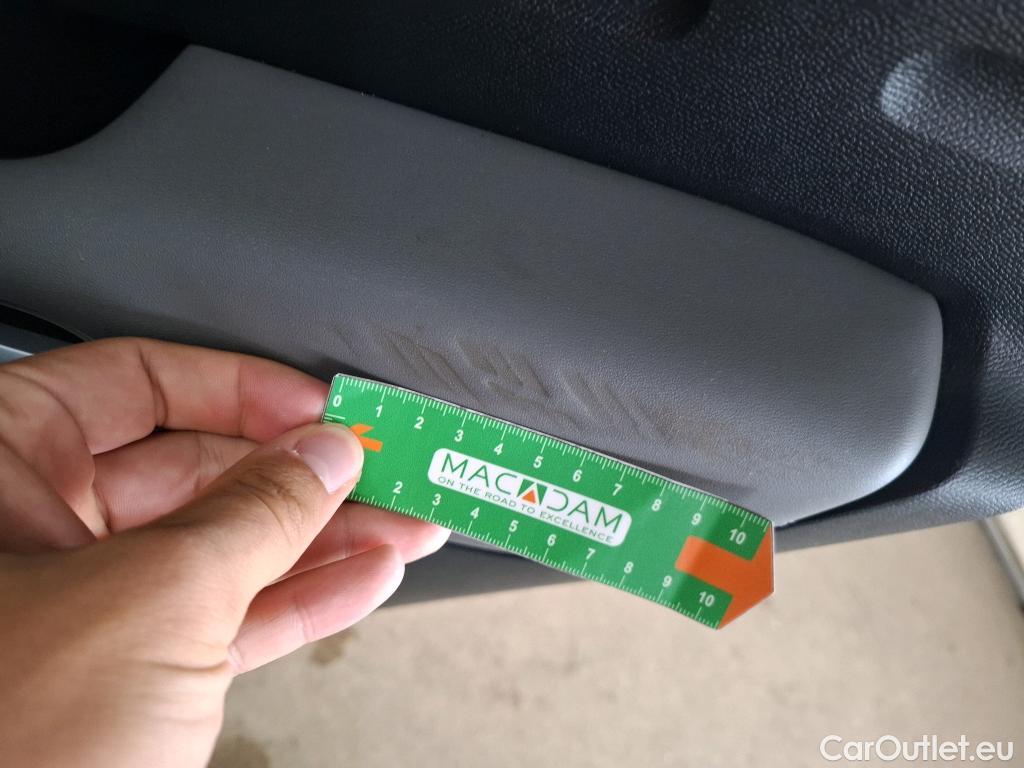 0 1 2 3 4 5 6 7 8 9 10
MACADAM
ON THE ROAD TO EXCELLENCE
2 3 4 5 6 7 8 9 10
CarOutlet.eu